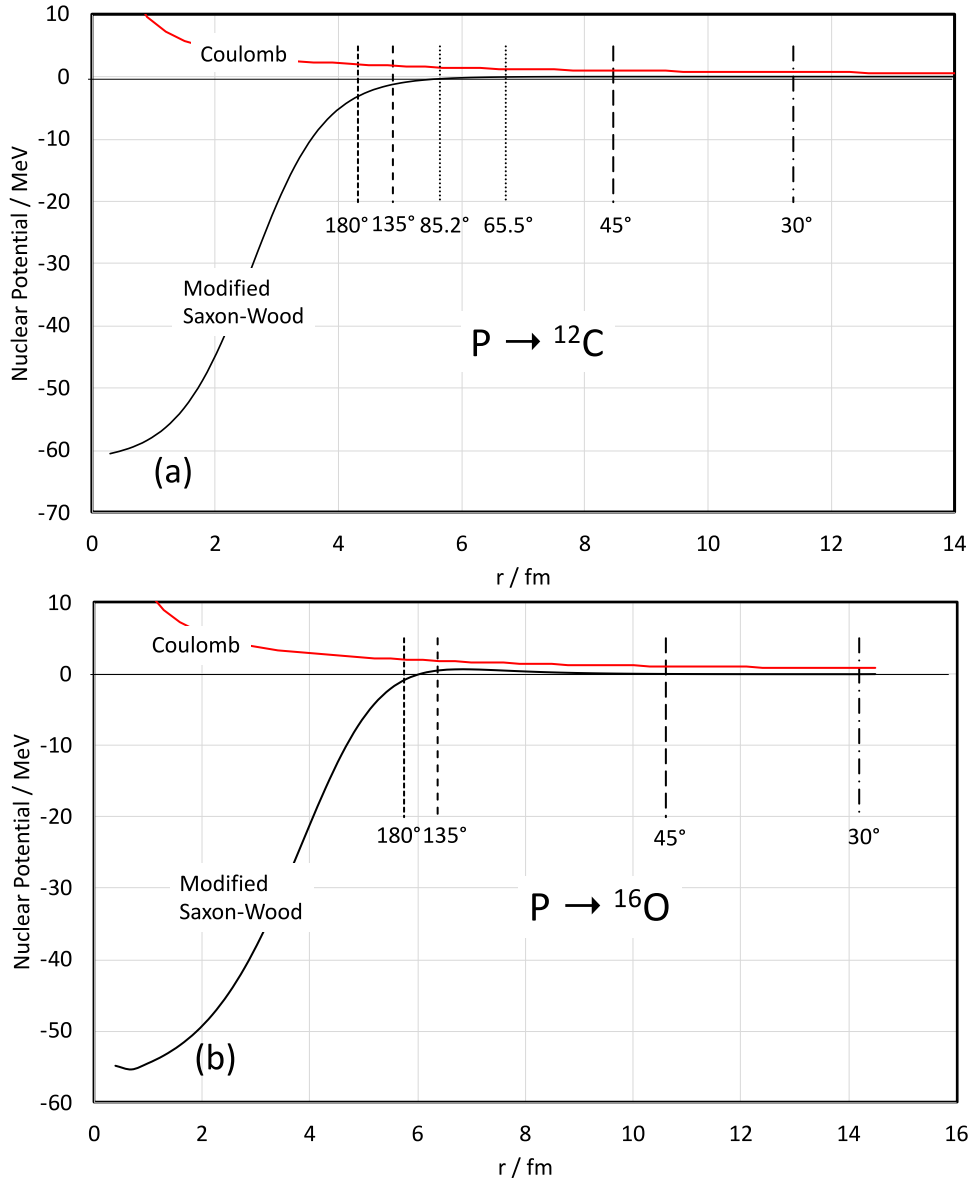 10
0
-10
-20
-30
-40
-50
-60
-70
Nuclear Potential / MeV
Coulomb
180° 135° 85.2° 65.5° 45° 30°
Modified
Saxon-Wood
P → ¹²C
(a)
0 2 4 6 8 10 12 14
r / fm
10
0
-10
-20
-30
-40
-50
-60
Nuclear Potential / MeV
Coulomb
180° 135° 45° 30°
Modified
Saxon-Wood
P → ¹⁶O
(b)
0 2 4 6 8 10 12 14 16
r / fm